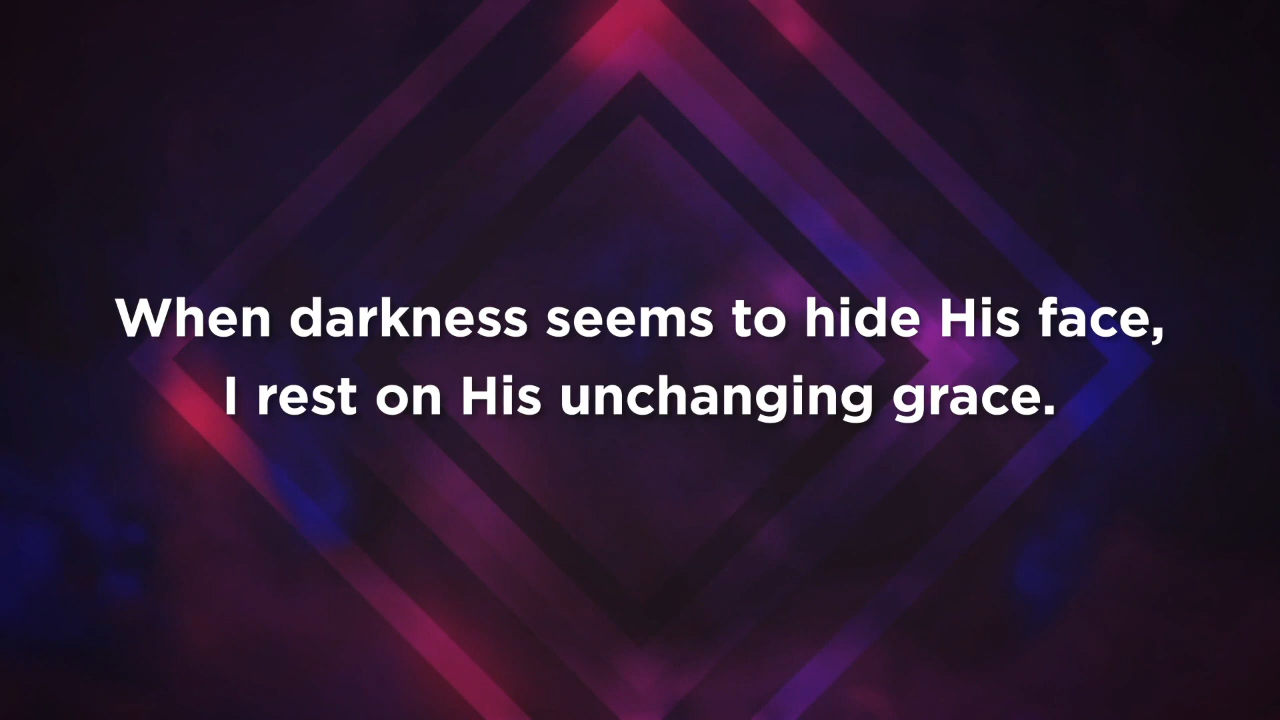 When darkness seems to hide His face,
I rest on His unchanging grace.